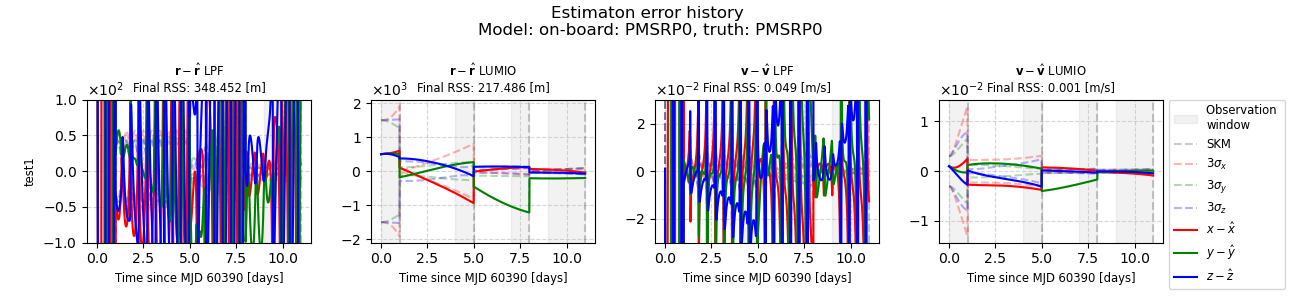 Estimaton error history
Model: on-board: PMSRP0, truth: PMSRP0
r − r̂ LPF
×10² Final RSS: 348.452 [m]
1.0
0.5
0.0
−0.5
−1.0
test1
0.0 2.5 5.0 7.5 10.0
Time since MJD 60390 [days]
r − r̂ LUMIO
×10³ Final RSS: 217.486 [m]
2
1
0
−1
−2
0.0 2.5 5.0 7.5 10.0
Time since MJD 60390 [days]
v − v̂ LPF
×10⁻² Final RSS: 0.049 [m/s]
2
0
−2
0.0 2.5 5.0 7.5 10.0
Time since MJD 60390 [days]
v − v̂ LUMIO
×10⁻² Final RSS: 0.001 [m/s]
1
0
−1
0.0 2.5 5.0 7.5 10.0
Time since MJD 60390 [days]
Observation
window
SKM
3σₓ
3σᵧ
3σ_z
x − x̂
y − ŷ
z − ẑ